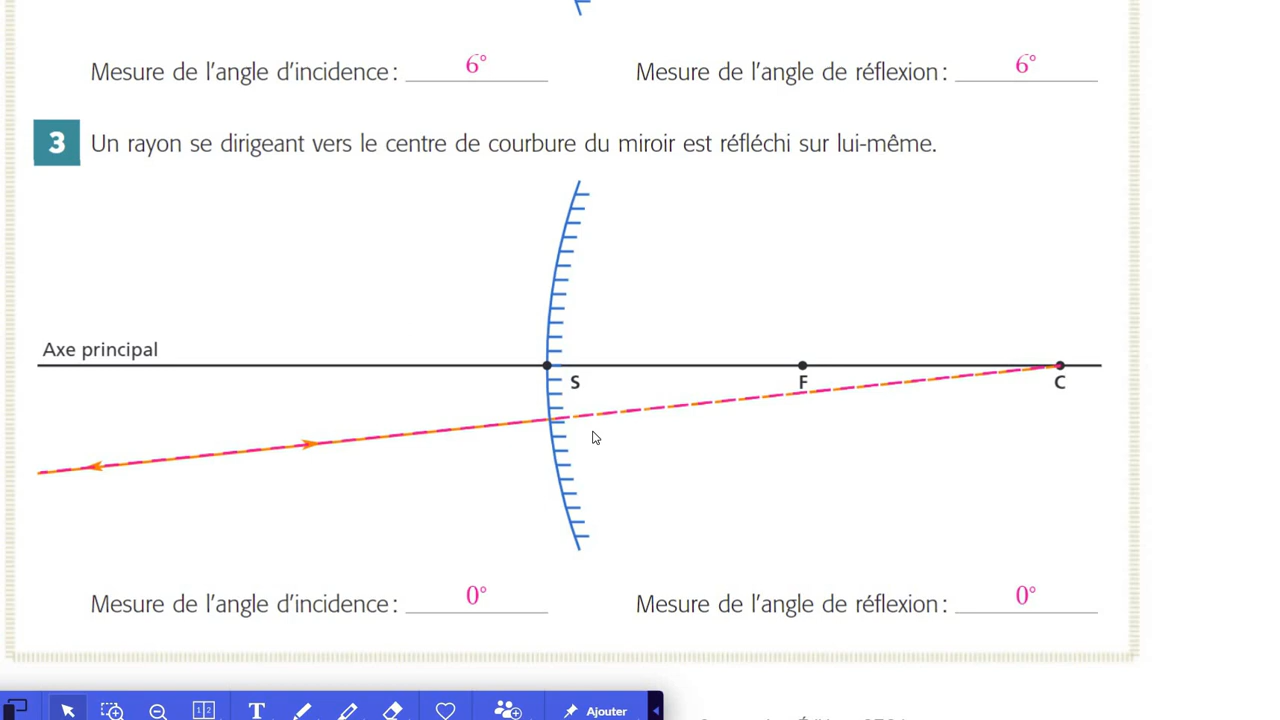 Mesure de l'angle d'incidence : 6°
Mesure de l'angle de réflexion : 6°
3 Un rayon se dirigeant vers le centre de courbure du miroir est réfléchi sur lui-même.
Axe principal
S
F
C
Mesure de l'angle d'incidence : 0°
Mesure de l'angle de réflexion : 0°
1 2
T
Ajouter